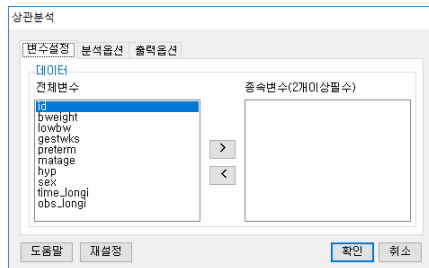 상관분석
변수설정 분석옵션 출력옵션
데이터
전체변수 종속변수(2개이상필수)
id
bweight
lowbw
gestwks
preterm
matage
hyp
sex
time_longi
obs_longi
>
<
도움말 재설정 확인 취소